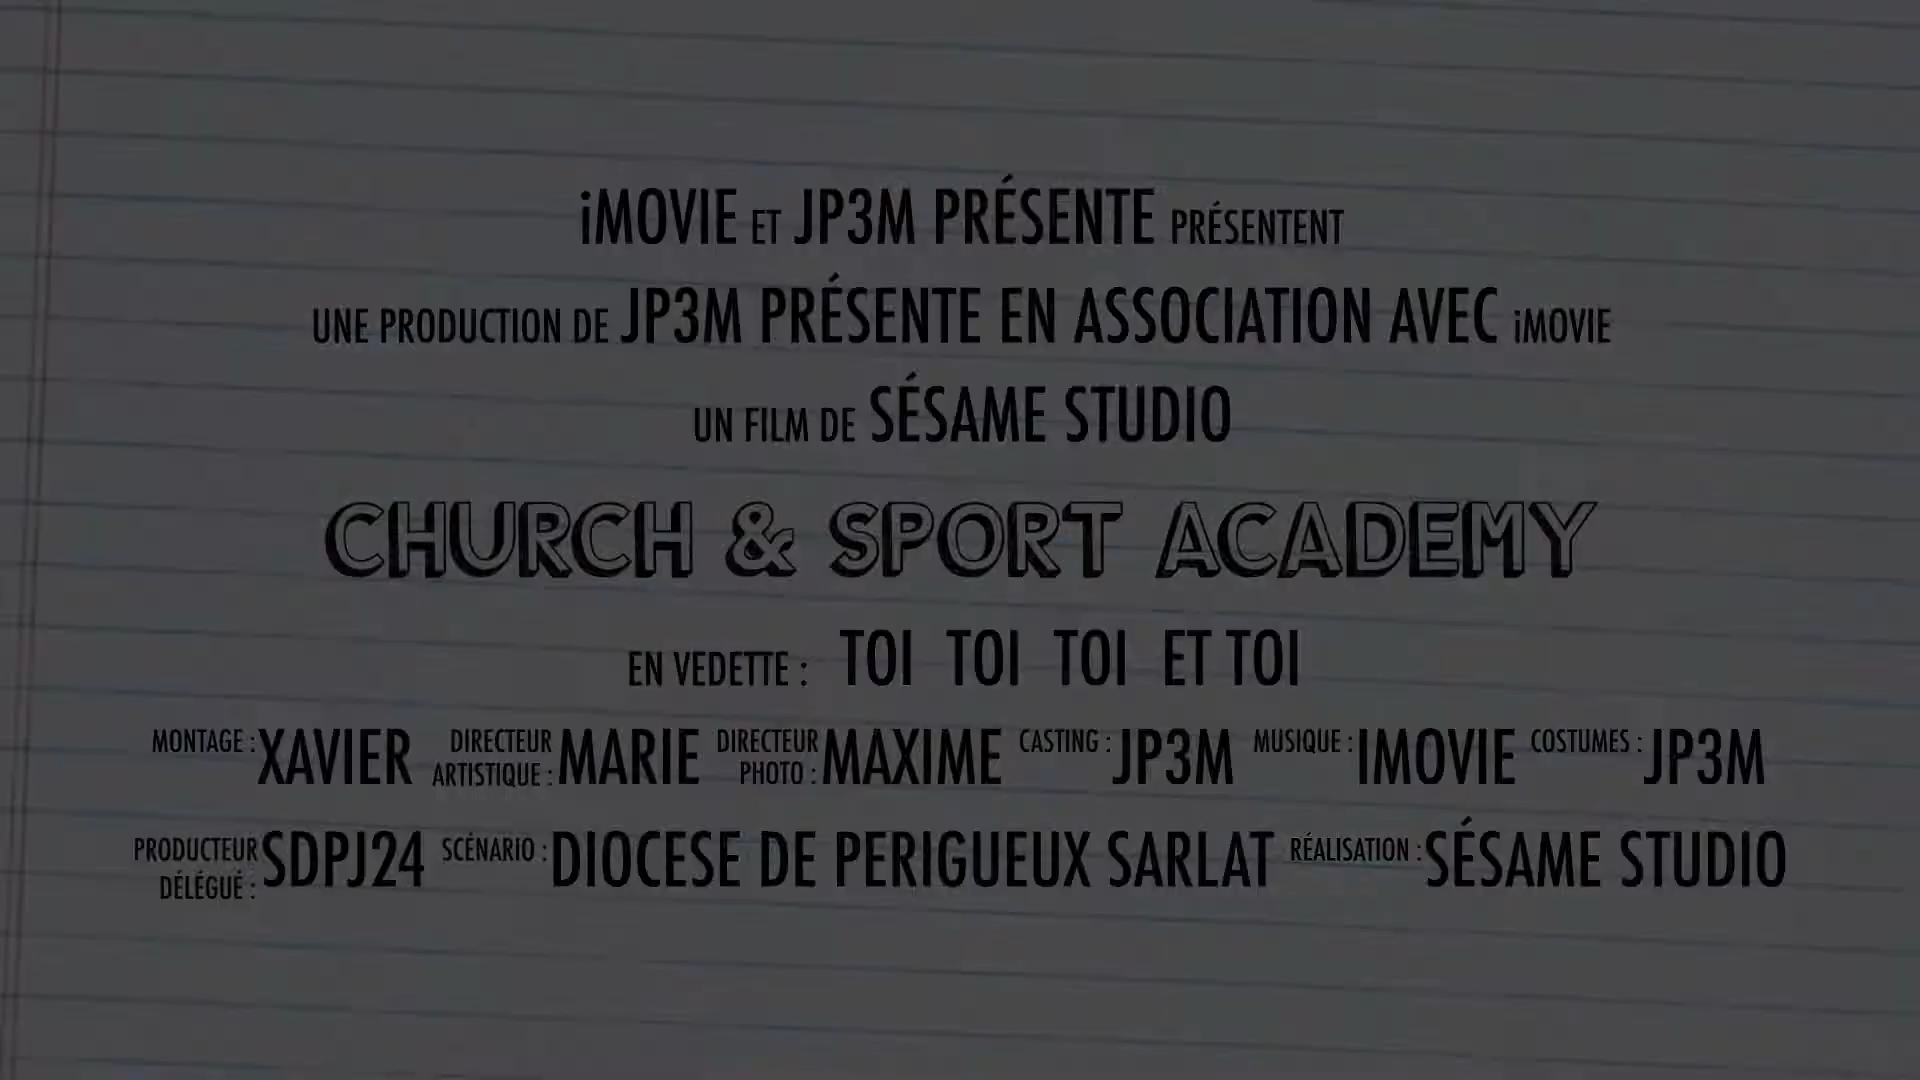 iMOVIE ET JP3M PRÉSENTE PRÉSENTENT
UNE PRODUCTION DE JP3M PRÉSENTE EN ASSOCIATION AVEC iMOVIE
UN FILM DE SÉSAME STUDIO
CHURCH & SPORT ACADEMY
EN VEDETTE : TOI TOI TOI ET TOI
MONTAGE : XAVIER DIRECTEUR ARTISTIQUE : MARIE DIRECTEUR PHOTO : MAXIME CASTING : JP3M MUSIQUE : IMOVIE COSTUMES : JP3M
PRODUCTEUR DÉLÉGUÉ : SDPJ24 SCÉNARIO : DIOCESE DE PERIGUEUX SARLAT RÉALISATION : SÉSAME STUDIO